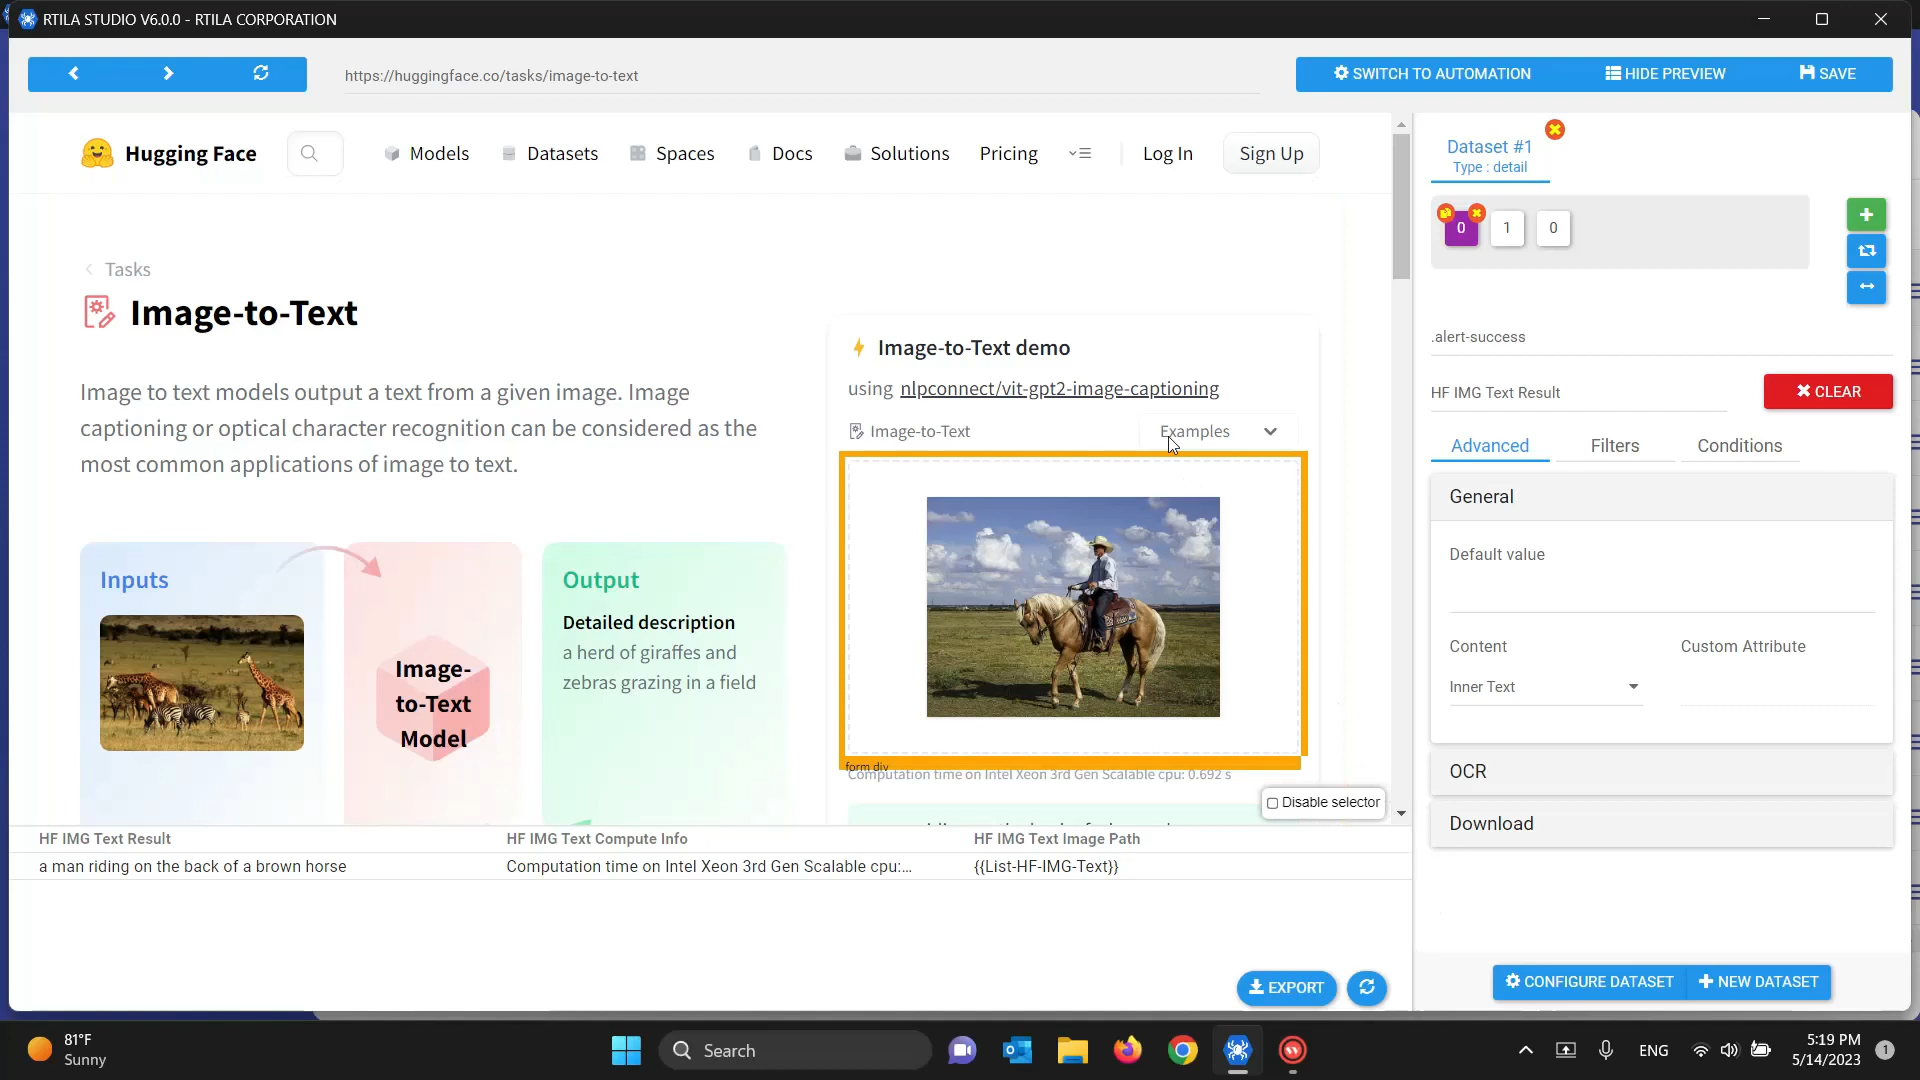 RTILA STUDIO V6.0.0 - RTILA CORPORATION
https://huggingface.co/tasks/image-to-text
SWITCH TO AUTOMATION
HIDE PREVIEW
SAVE
Hugging Face
Models
Datasets
Spaces
Docs
Solutions
Pricing
Log In
Sign Up
Tasks
Image-to-Text
Image to text models output a text from a given image. Image
captioning or optical character recognition can be considered as the
most common applications of image to text.
Inputs
Image-
to-Text
Model
Output
Detailed description
a herd of giraffes and
zebras grazing in a field
Image-to-Text demo
using nlpconnect/vit-gpt2-image-captioning
Image-to-Text
Examples
form div
Computation time on Intel Xeon 3rd Gen Scalable cpu: 0.692 s
Disable selector
HF IMG Text Result
HF IMG Text Compute Info
HF IMG Text Image Path
a man riding on the back of a brown horse
Computation time on Intel Xeon 3rd Gen Scalable cpu:...
{{List-HF-IMG-Text}}
EXPORT
Dataset #1
Type : detail
0
1
0
.alert-success
HF IMG Text Result
CLEAR
Advanced
Filters
Conditions
General
Default value
Content
Custom Attribute
Inner Text
OCR
Download
CONFIGURE DATASET
NEW DATASET
81°F
Sunny
Search
ENG
5:19 PM
5/14/2023
1